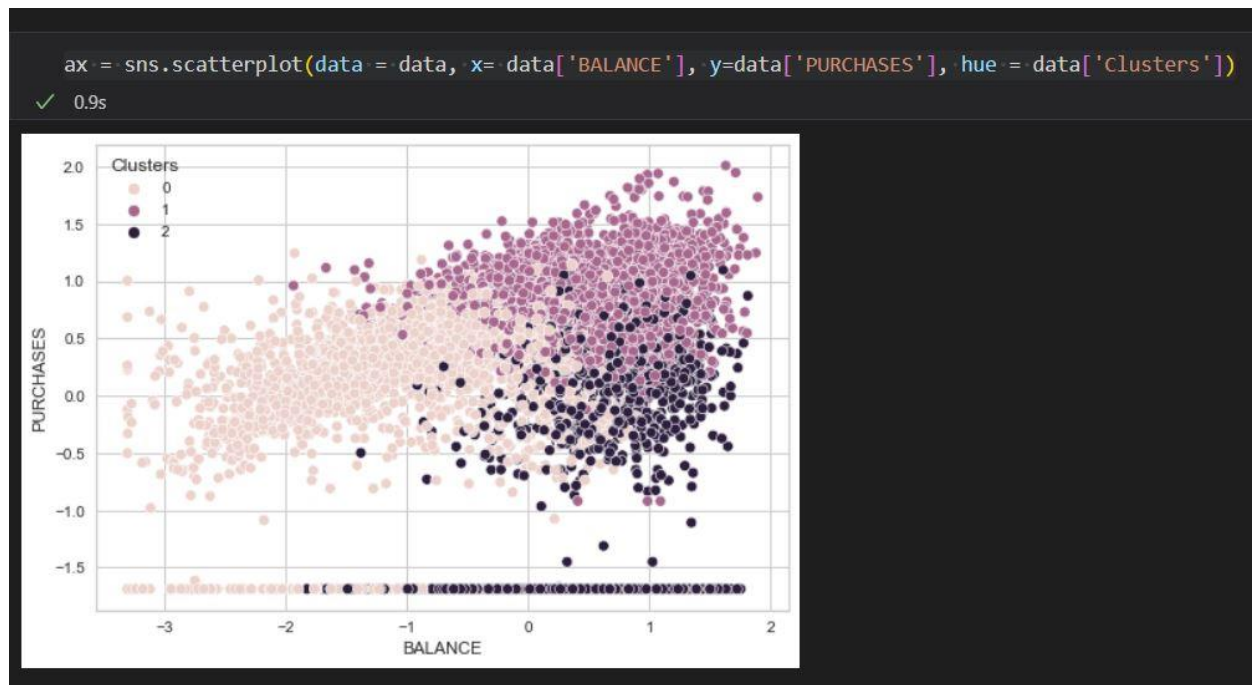 ax = sns.scatterplot(data = data, x= data['BALANCE'], y=data['PURCHASES'], hue = data['Clusters'])
✓ 0.9s
Clusters
0
1
2
2.0
1.5
1.0
0.5
0.0
−0.5
−1.0
−1.5
PURCHASES
−3 −2 −1 0 1 2
BALANCE